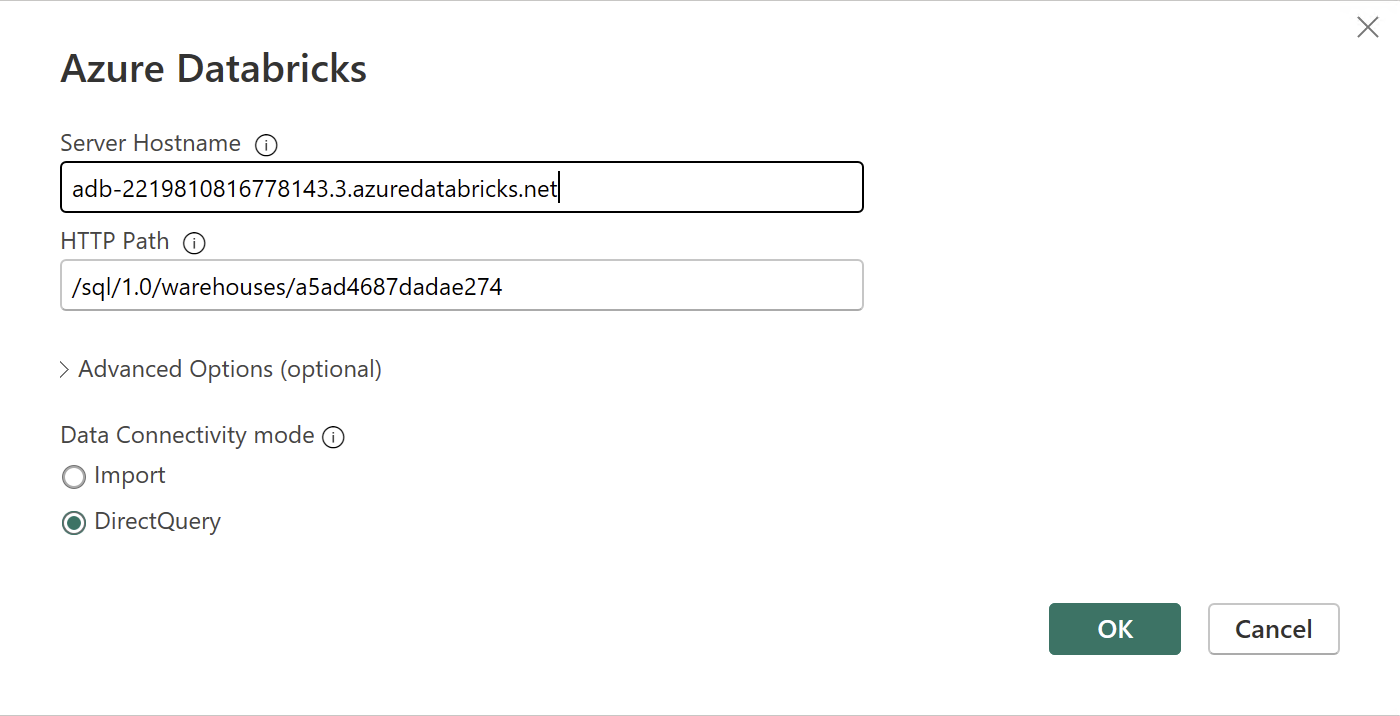 Azure Databricks
Server Hostname
adb-2219810816778143.3.azuredatabricks.net
HTTP Path
/sql/1.0/warehouses/a5ad4687dadae274
Advanced Options (optional)
Data Connectivity mode
Import
DirectQuery
OK
Cancel